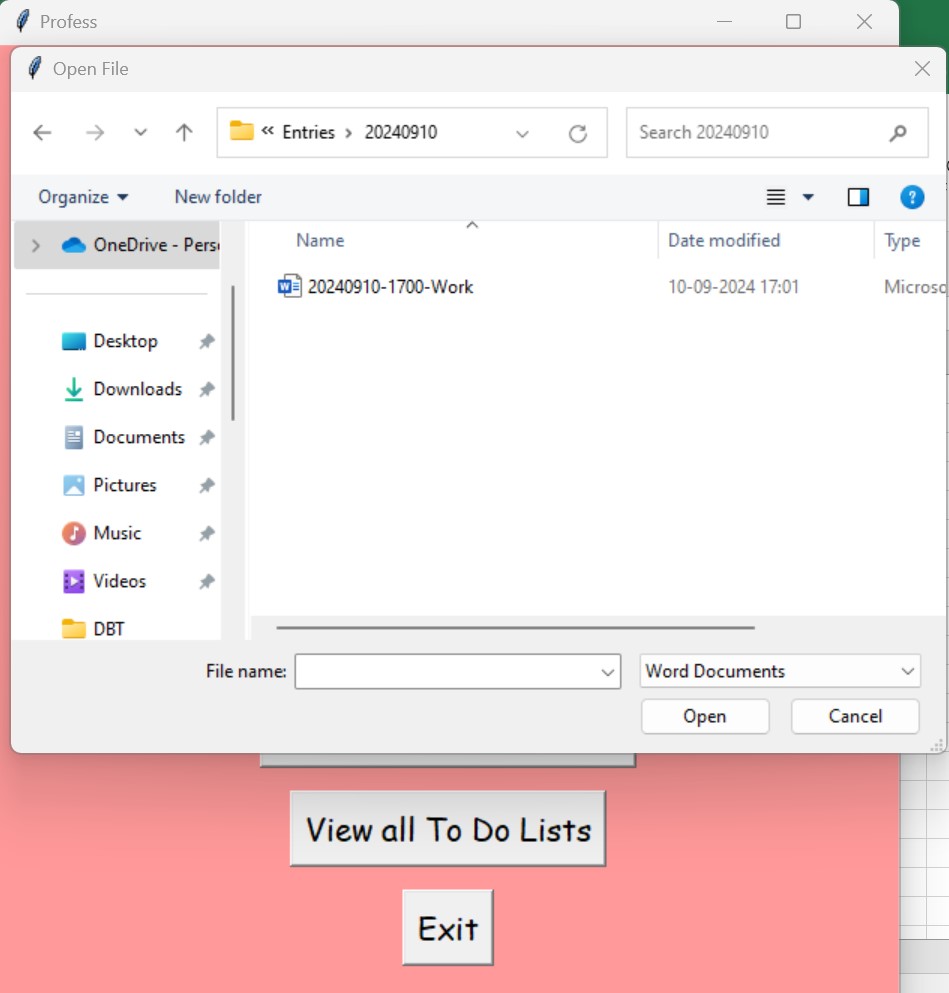 Profess
Open File
« Entries › 20240910
Search 20240910
Organize
New folder
OneDrive - Pers
Name
Date modified
Type
20240910-1700-Work
10-09-2024 17:01
Microso
Desktop
Downloads
Documents
Pictures
Music
Videos
DBT
File name:
Word Documents
Open
Cancel
View all To Do Lists
Exit